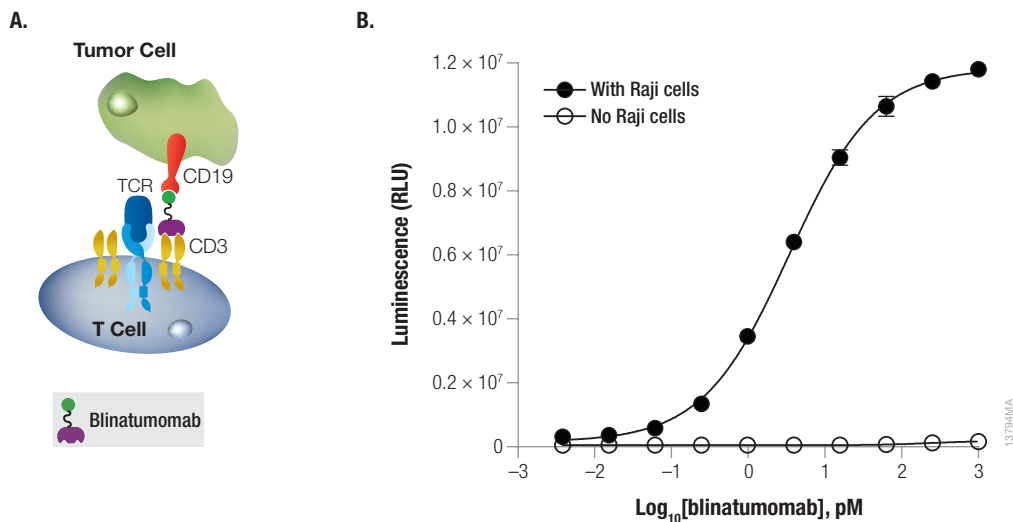 A.
Tumor Cell
TCR
CD19
CD3
T Cell
Blinatumomab
B.
Luminescence (RLU)
1.2 × 10⁷
1.0 × 10⁷
0.8 × 10⁷
0.6 × 10⁷
0.4 × 10⁷
0.2 × 10⁷
0
With Raji cells
No Raji cells
–3 –2 –1 0 1 2 3
Log₁₀[blinatumomab], pM
13794MA